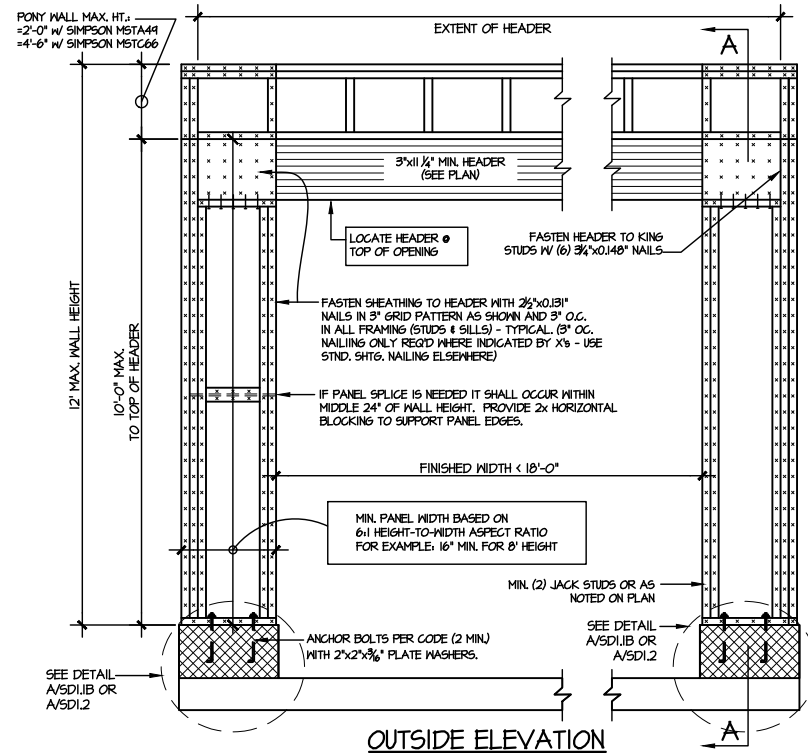 PONY WALL MAX. HT.:
=2'-0" W/ SIMPSON MSTA49
=4'-6" W/ SIMPSON MSTC66
EXTENT OF HEADER
A
3"x11 1/4" MIN. HEADER
(SEE PLAN)
LOCATE HEADER @
TOP OF OPENING
FASTEN HEADER TO KING
STUDS W/ (6) 3/4"x0.148" NAILS
FASTEN SHEATHING TO HEADER WITH 2 1/2"x0.131"
NAILS IN 3" GRID PATTERN AS SHOWN AND 3" O.C.
IN ALL FRAMING (STUDS & SILLS) - TYPICAL. (3" OC.
NAILIING ONLY REQ'D WHERE INDICATED BY X's - USE
STND. SHTG. NAILING ELSEWHERE)
12' MAX. WALL HEIGHT
10'-0" MAX.
TO TOP OF HEADER
IF PANEL SPLICE IS NEEDED IT SHALL OCCUR WITHIN
MIDDLE 24" OF WALL HEIGHT. PROVIDE 2x HORIZONTAL
BLOCKING TO SUPPORT PANEL EDGES.
FINISHED WIDTH < 18'-0"
MIN. PANEL WIDTH BASED ON
6:1 HEIGHT-TO-WIDTH ASPECT RATIO
FOR EXAMPLE: 16" MIN. FOR 8' HEIGHT
MIN. (2) JACK STUDS OR AS
NOTED ON PLAN
ANCHOR BOLTS PER CODE (2 MIN.)
WITH 2"x2"x3/16" PLATE WASHERS.
SEE DETAIL
A/SD1.1B OR
A/SD1.2
SEE DETAIL
A/SD1.1B OR
A/SD1.2
A
OUTSIDE ELEVATION